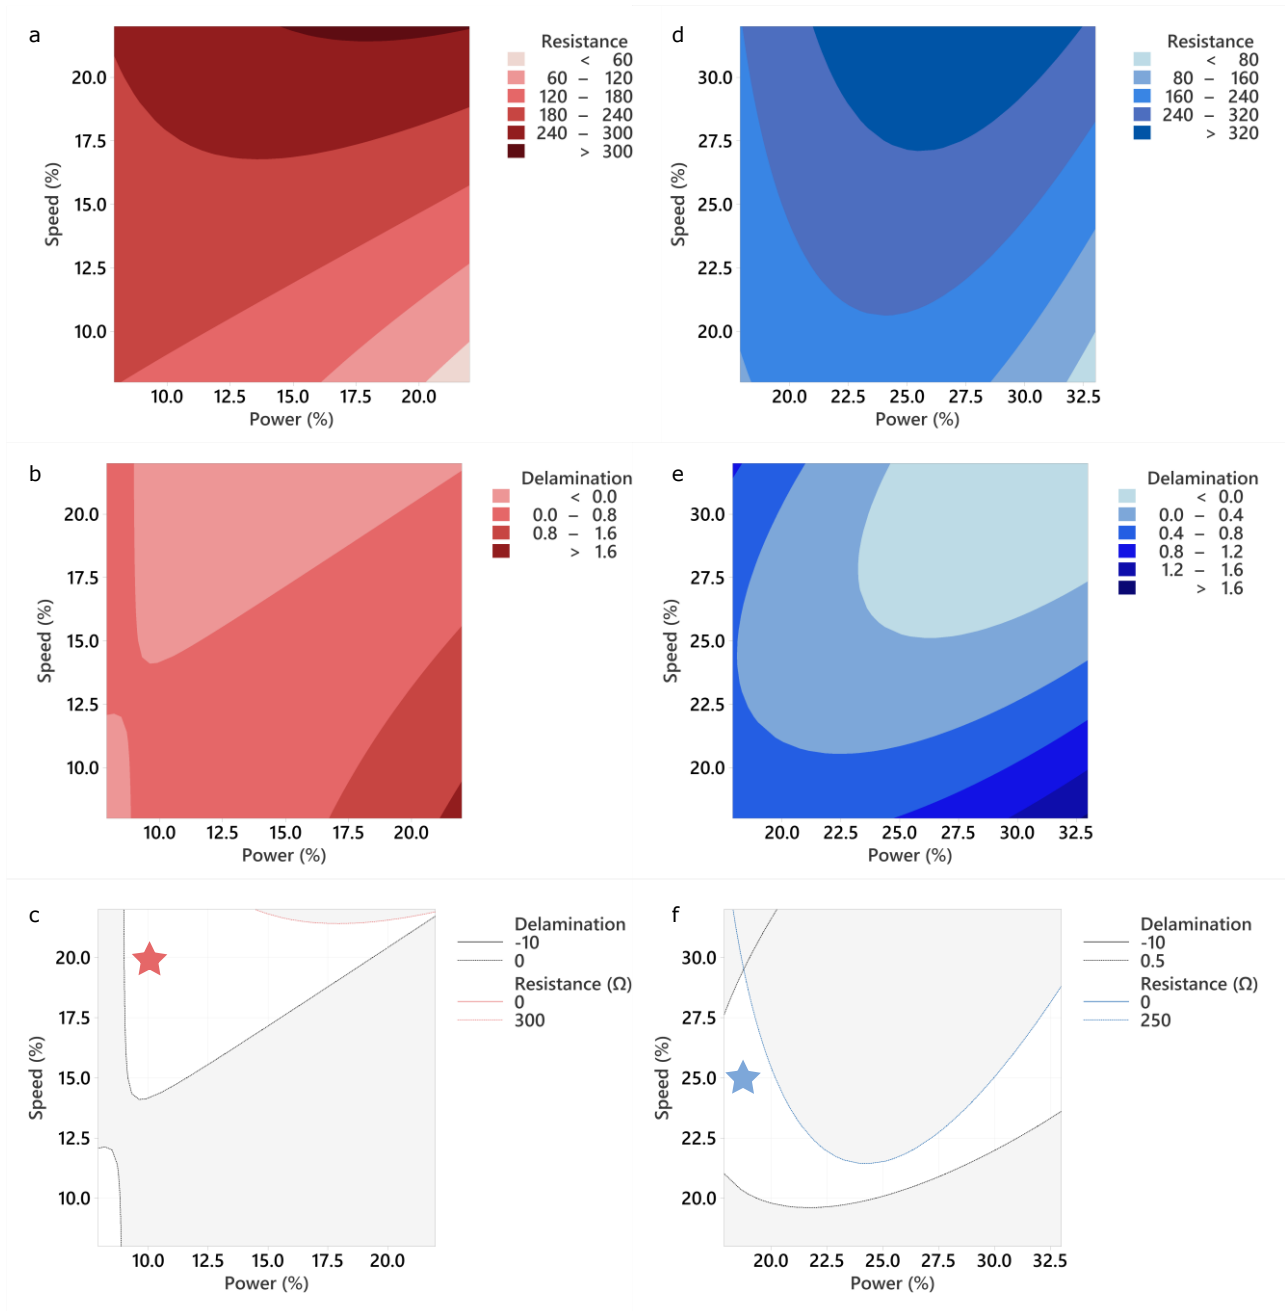 a
Resistance
< 60
60 – 120
120 – 180
180 – 240
240 – 300
> 300
20.0
17.5
15.0
12.5
10.0
Speed (%)
10.0 12.5 15.0 17.5 20.0
Power (%)
d
Resistance
< 80
80 – 160
160 – 240
240 – 320
> 320
30.0
27.5
25.0
22.5
20.0
Speed (%)
20.0 22.5 25.0 27.5 30.0 32.5
Power (%)
b
Delamination
< 0.0
0.0 – 0.8
0.8 – 1.6
> 1.6
20.0
17.5
15.0
12.5
10.0
Speed (%)
10.0 12.5 15.0 17.5 20.0
Power (%)
e
Delamination
< 0.0
0.0 – 0.4
0.4 – 0.8
0.8 – 1.2
1.2 – 1.6
> 1.6
30.0
27.5
25.0
22.5
20.0
Speed (%)
20.0 22.5 25.0 27.5 30.0 32.5
Power (%)
c
Delamination
-10
0
Resistance (Ω)
0
300
20.0
17.5
15.0
12.5
10.0
Speed (%)
10.0 12.5 15.0 17.5 20.0
Power (%)
f
Delamination
-10
0.5
Resistance (Ω)
0
250
30.0
27.5
25.0
22.5
20.0
Speed (%)
20.0 22.5 25.0 27.5 30.0 32.5
Power (%)